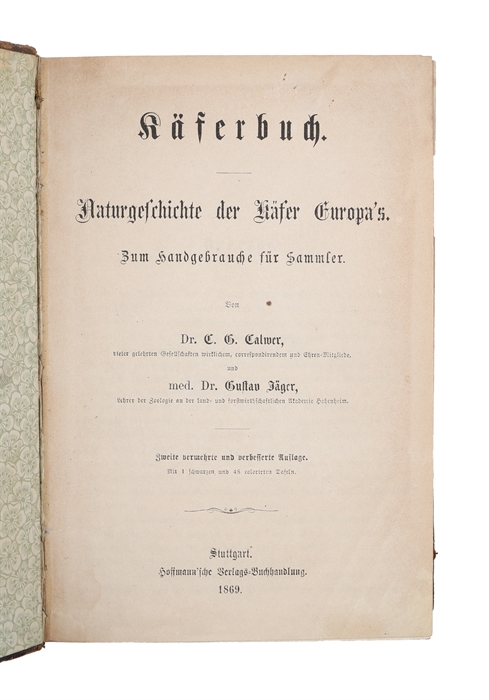 Käferbuch.
Naturgeschichte der Käfer Europa's.
Zum Handgebrauche für Sammler.
Von
Dr. C. G. Calwer,
vieler gelehrten Gesellschaften wirklichem, correspondirendem und Ehren-Mitgliede,
und
med. Dr. Gustav Jäger,
Lehrer der Zoologie an der land- und forstwirthschaftlichen Akademie Hohenheim.
Zweite vermehrte und verbesserte Auflage.
Mit 1 schwarzen und 48 colorirten Tafeln.
Stuttgart.
Hoffmann'sche Verlags-Buchhandlung.
1869.